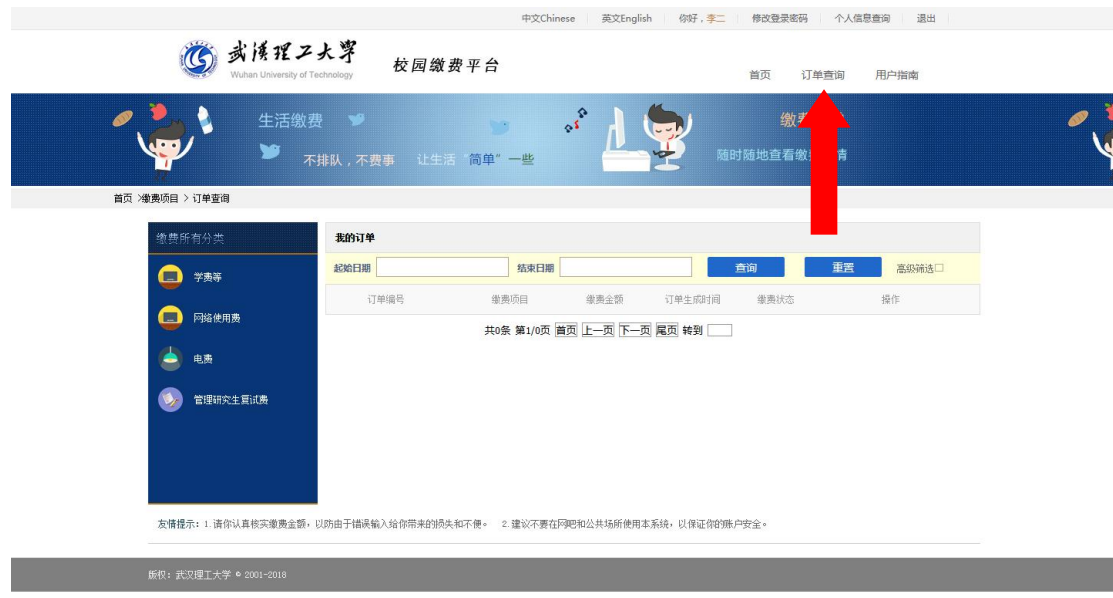 中文Chinese 英文English 你好，李二 修改登录密码 个人信息查询 退出
武汉理工大学 校园缴费平台
Wuhan University of Technology
首页 订单查询 用户指南
生活缴费
不排队，不费事 让生活“简单”一些
随时随地查看缴
首页 >缴费项目 > 订单查询
缴费所有分类
学费等
网络使用费
电费
管理研究生复试费
我的订单
起始日期 结束日期 查询 重置 高级筛选
订单编号 缴费项目 缴费金额 订单生成时间 缴费状态 操作
共0条 第1/0页 首页 上一页 下一页 尾页 转到
友情提示：1.请你认真核实缴费金额，以防由于错误输入给你带来的损失和不便。 2.建议不要在网吧和公共场所使用本系统，以保证你的账户安全。
版权：武汉理工大学 © 2001-2018